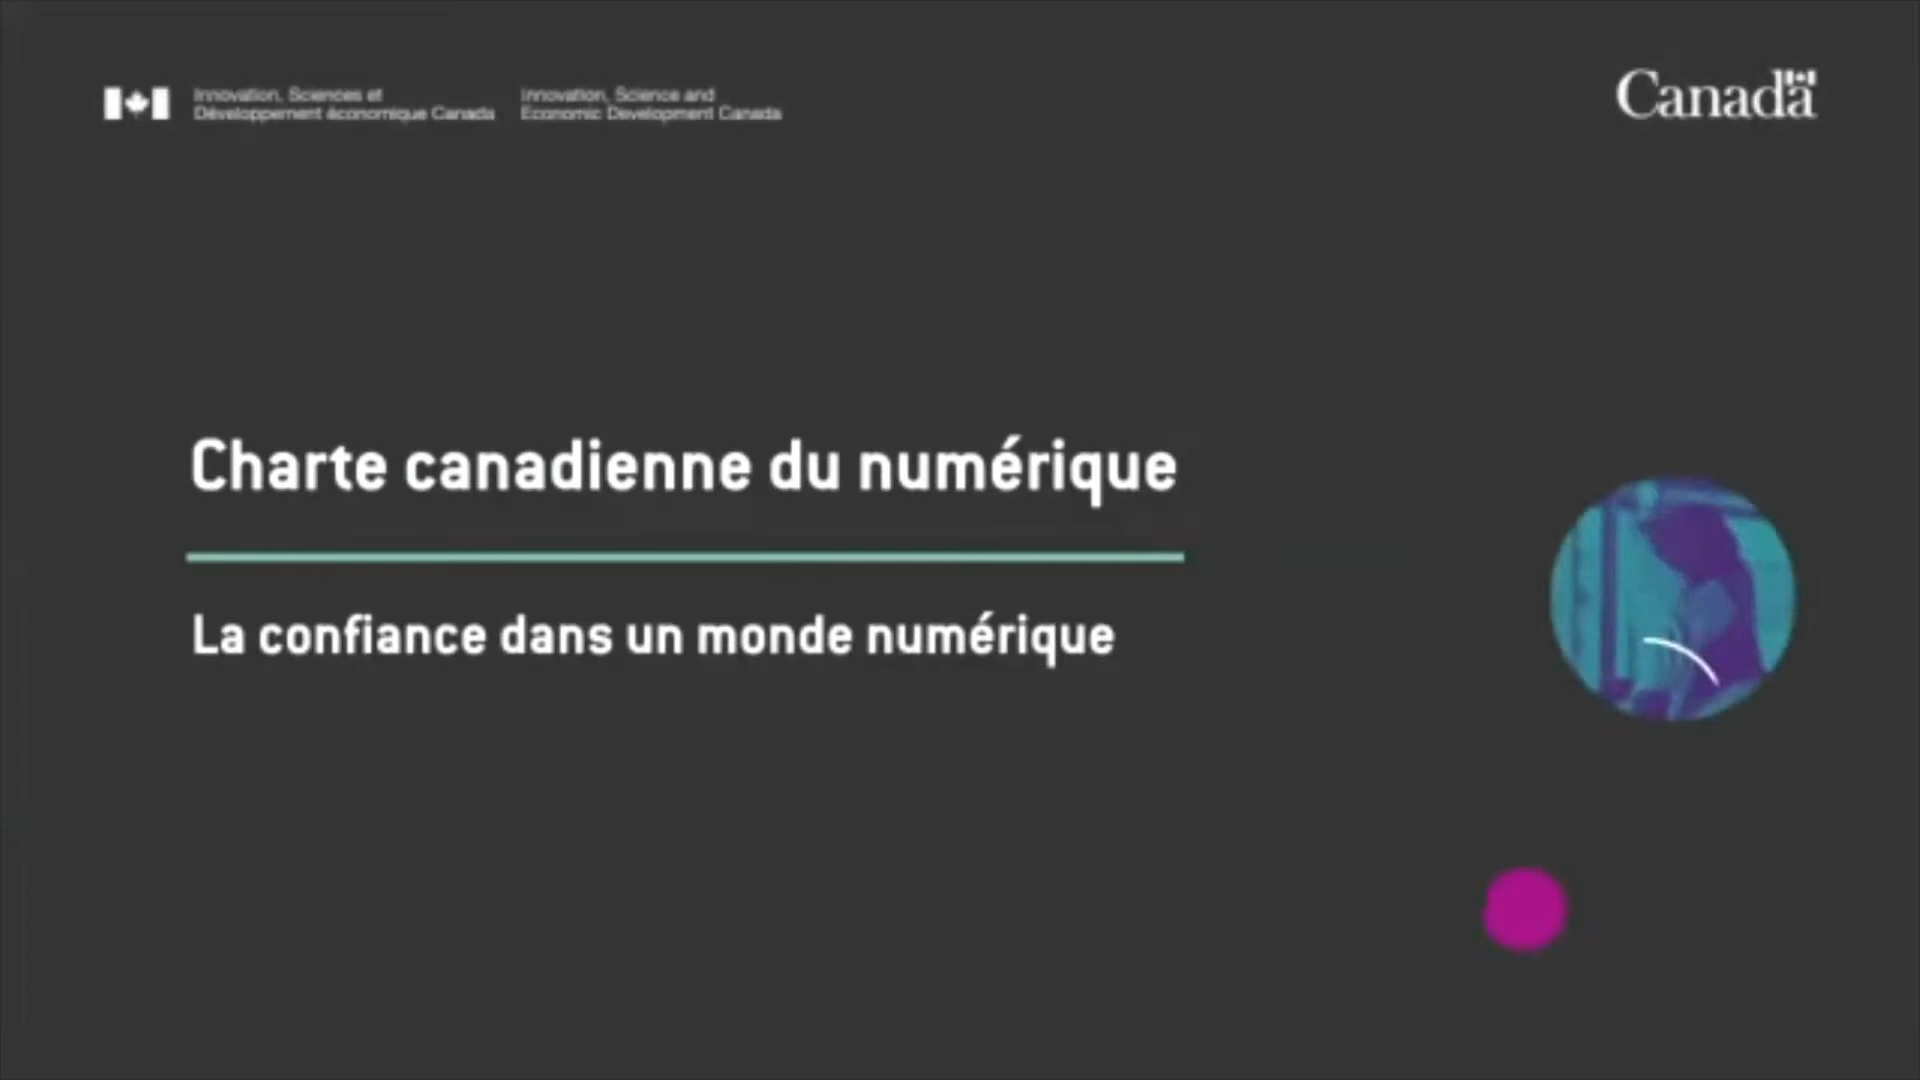 Innovation, Sciences et
Développement économique Canada
Innovation, Science and
Economic Development Canada
Canada
Charte canadienne du numérique
La confiance dans un monde numérique